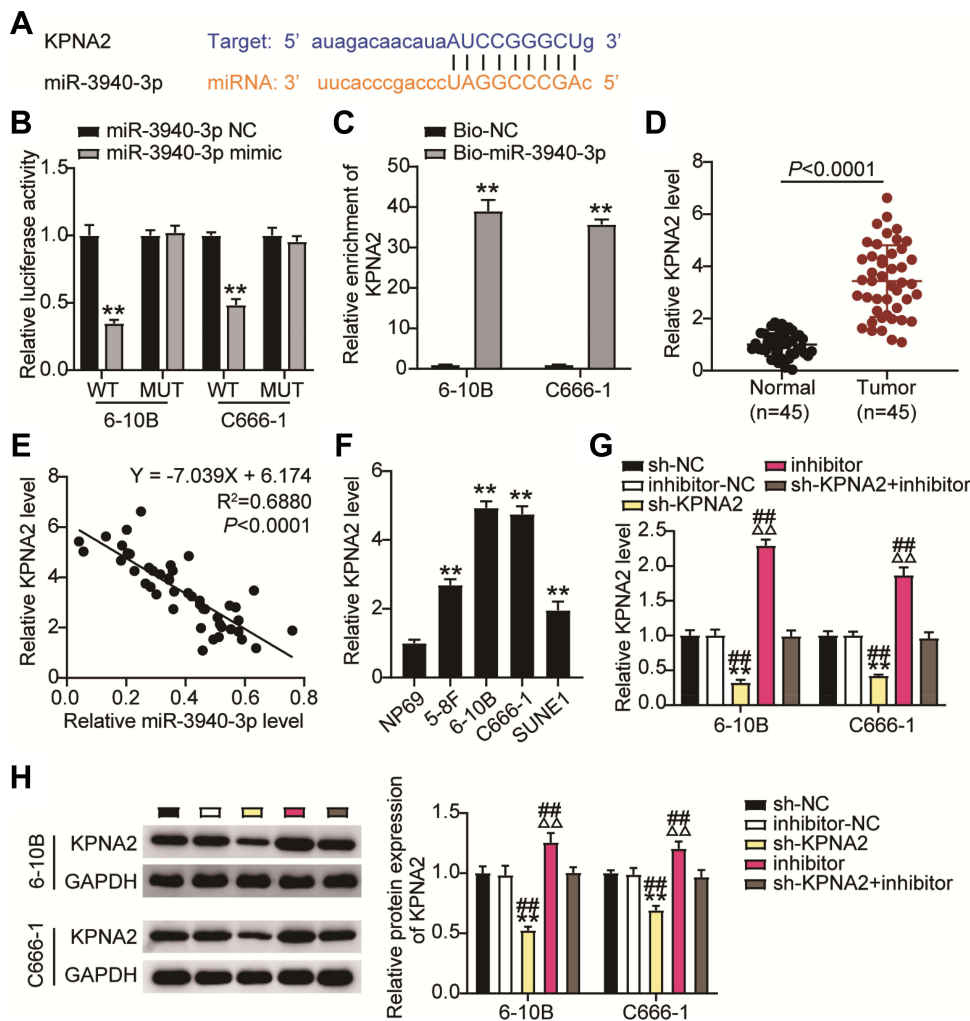 A
KPNA2 Target: 5’ auagacaacauaAUCCGGGCUg 3’
miR-3940-3p miRNA: 3’ uucacccgacccUAGGCCCGAc 5’
B
miR-3940-3p NC
miR-3940-3p mimic
Relative luciferase activity
1.5
1.0
0.5
0.0
** **
WT MUT WT MUT
6-10B C666-1
C
Bio-NC
Bio-miR-3940-3p
Relative enrichment of
KPNA2
50
40
30
20
10
0
** **
6-10B C666-1
D
P<0.0001
Relative KPNA2 level
8
6
4
2
0
Normal Tumor
(n=45) (n=45)
E
Y = -7.039X + 6.174
R²=0.6880
P<0.0001
Relative KPNA2 level
8
6
4
2
0
0.0 0.2 0.4 0.6 0.8
Relative miR-3940-3p level
F
Relative KPNA2 level
6
4
2
0
** ** ** **
NP69 5-8F 6-10B C666-1 SUNE1
G
sh-NC inhibitor
inhibitor-NC sh-KPNA2+inhibitor
sh-KPNA2
Relative KPNA2 level
2.5
2.0
1.5
1.0
0.5
0.0
## ##
△△ △△
## ##
** **
6-10B C666-1
H
6-10B
KPNA2
GAPDH
C666-1
KPNA2
GAPDH
Relative protein expression
of KPNA2
1.5
1.0
0.5
0.0
## ##
△△ △△
## ##
** **
6-10B C666-1
sh-NC
inhibitor-NC
sh-KPNA2
inhibitor
sh-KPNA2+inhibitor